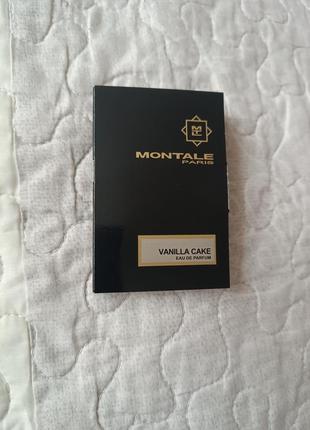 MONTALE
PARIS
VANILLA CAKE
EAU DE PARFUM